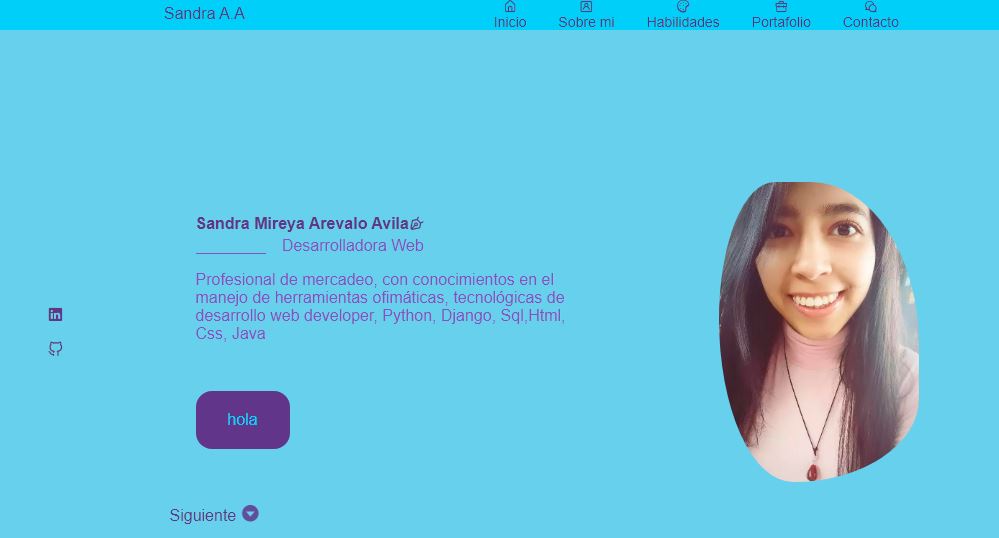 Sandra A.A
Inicio
Sobre mi
Habilidades
Portafolio
Contacto
Sandra Mireya Arevalo Avila
Desarrolladora Web
Profesional de mercadeo, con conocimientos en el
manejo de herramientas ofimáticas, tecnológicas de
desarrollo web developer, Python, Django, Sql,Html,
Css, Java
in
hola
Siguiente